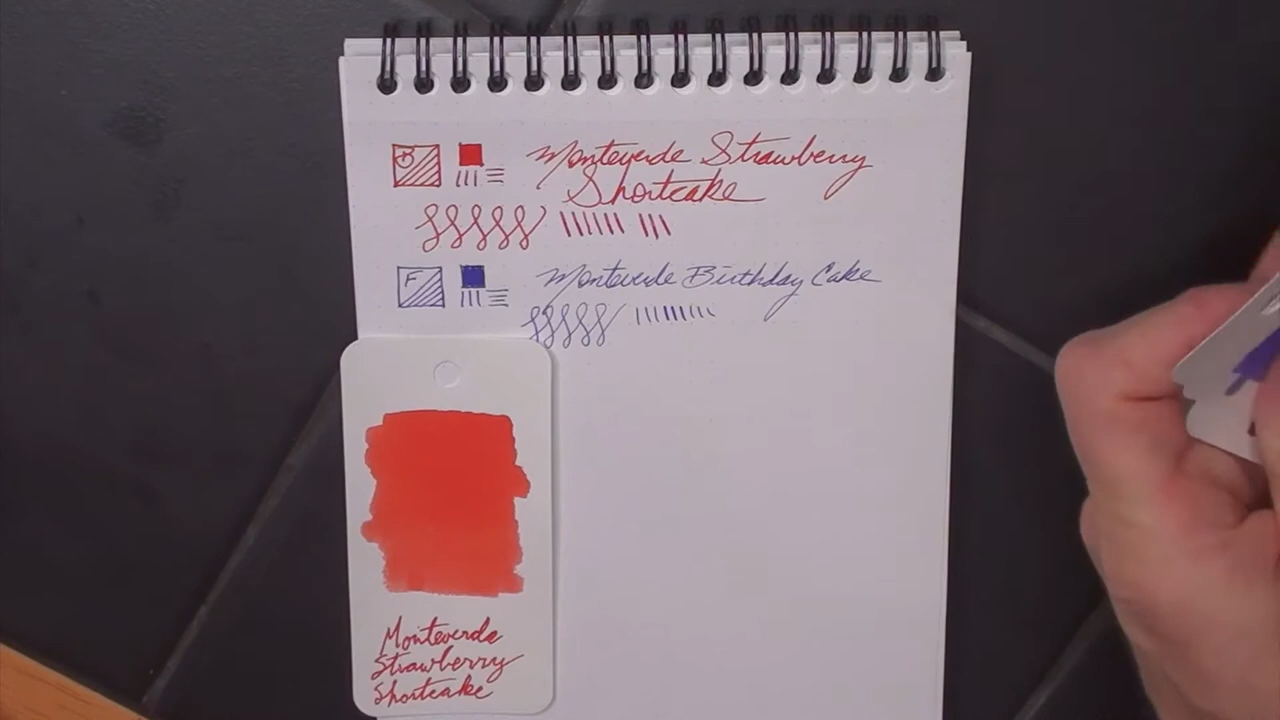 B
Monteverde Strawberry
Shortcake
F
Monteverde Birthday Cake
Monteverde
Strawberry
Shortcake